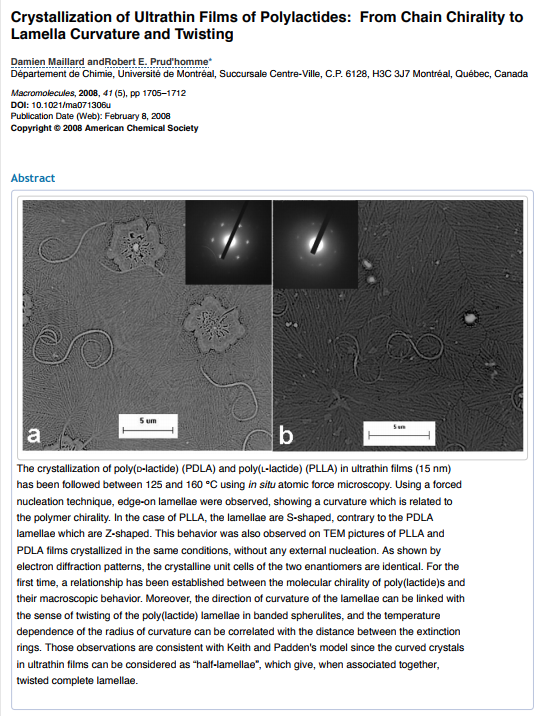 Crystallization of Ultrathin Films of Polylactides: From Chain Chirality to
Lamella Curvature and Twisting
Damien Maillard andRobert E. Prud'homme*
Département de Chimie, Université de Montréal, Succursale Centre-Ville, C.P. 6128, H3C 3J7 Montréal, Québec, Canada
Macromolecules, 2008, 41 (5), pp 1705–1712
DOI: 10.1021/ma071306u
Publication Date (Web): February 8, 2008
Copyright © 2008 American Chemical Society
Abstract
5 um
5 um
a
b
The crystallization of poly(D-lactide) (PDLA) and poly(L-lactide) (PLLA) in ultrathin films (15 nm)
has been followed between 125 and 160 °C using in situ atomic force microscopy. Using a forced
nucleation technique, edge-on lamellae were observed, showing a curvature which is related to
the polymer chirality. In the case of PLLA, the lamellae are S-shaped, contrary to the PDLA
lamellae which are Z-shaped. This behavior was also observed on TEM pictures of PLLA and
PDLA films crystallized in the same conditions, without any external nucleation. As shown by
electron diffraction patterns, the crystalline unit cells of the two enantiomers are identical. For the
first time, a relationship has been established between the molecular chirality of poly(lactide)s and
their macroscopic behavior. Moreover, the direction of curvature of the lamellae can be linked with
the sense of twisting of the poly(lactide) lamellae in banded spherulites, and the temperature
dependence of the radius of curvature can be correlated with the distance between the extinction
rings. Those observations are consistent with Keith and Padden's model since the curved crystals
in ultrathin films can be considered as “half-lamellae”, which give, when associated together,
twisted complete lamellae.